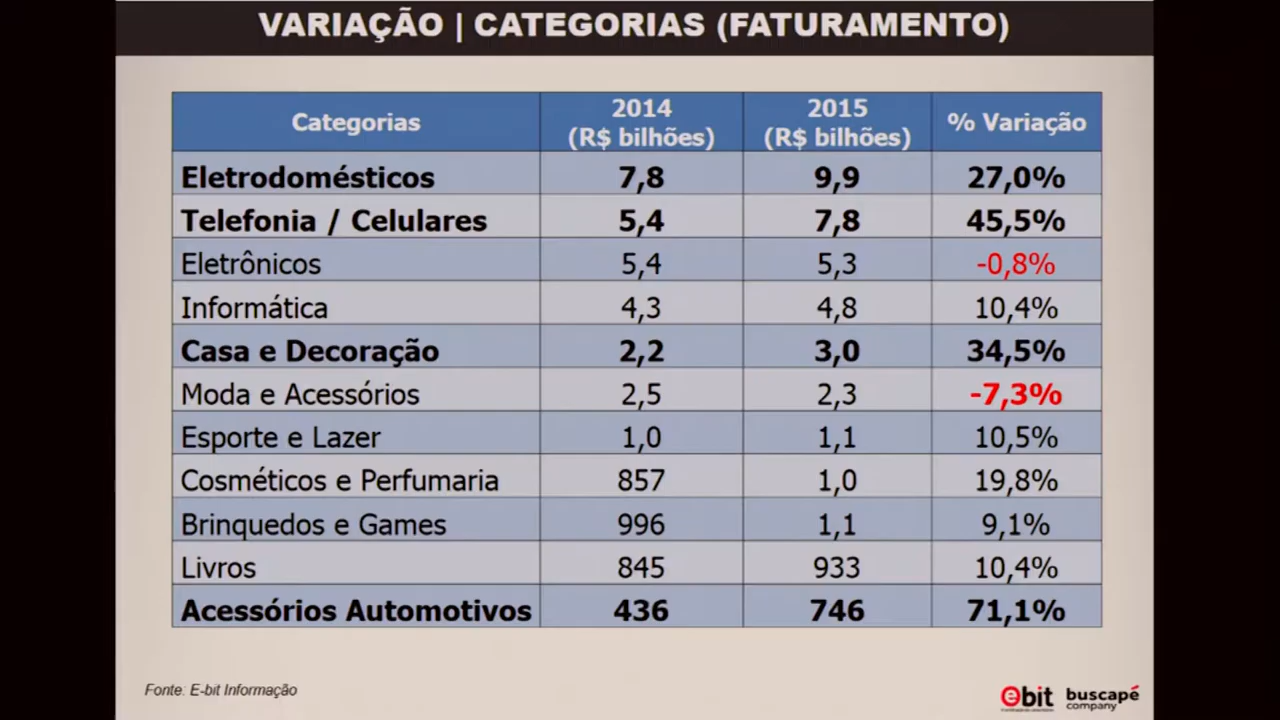 VARIAÇÃO | CATEGORIAS (FATURAMENTO)
Categorias 2014 (R$ bilhões) 2015 (R$ bilhões) % Variação
Eletrodomésticos 7,8 9,9 27,0%
Telefonia / Celulares 5,4 7,8 45,5%
Eletrônicos 5,4 5,3 -0,8%
Informática 4,3 4,8 10,4%
Casa e Decoração 2,2 3,0 34,5%
Moda e Acessórios 2,5 2,3 -7,3%
Esporte e Lazer 1,0 1,1 10,5%
Cosméticos e Perfumaria 857 1,0 19,8%
Brinquedos e Games 996 1,1 9,1%
Livros 845 933 10,4%
Acessórios Automotivos 436 746 71,1%
Fonte: E-bit Informação
ebit
buscapé
company